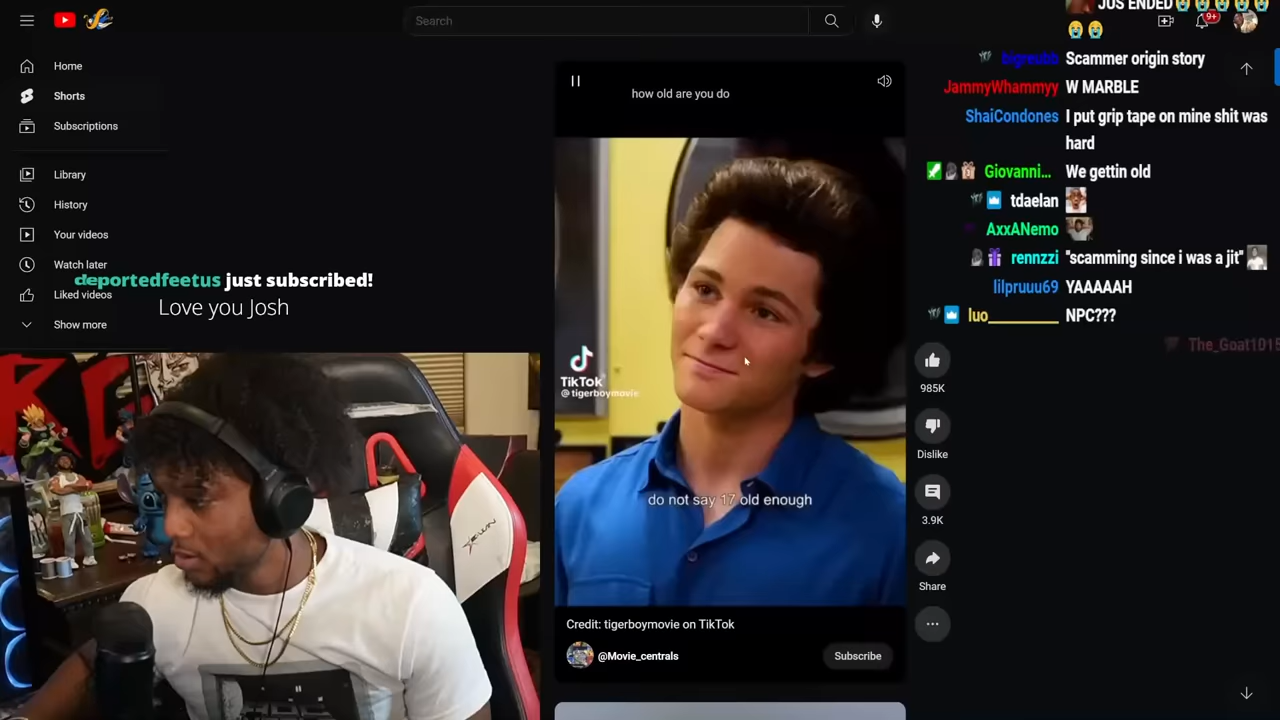 Search
JUS ENDED
9+
Home
Shorts
Subscriptions
Library
History
Your videos
Watch later
Liked videos
Show more
deportedfeetus just subscribed!
Love you Josh
how old are you do
TikTok
@tigerboymovie
do not say 17 old enough
Credit: tigerboymovie on TikTok
@Movie_centrals
Subscribe
985K
Dislike
3.9K
Share
bigreubb Scammer origin story
JammyWhammyy W MARBLE
ShaiCondones I put grip tape on mine shit was
hard
Giovanni... We gettin old
tdaelan
AxxANemo
rennzzi "scamming since i was a jit"
lilpruuu69 YAAAAAH
luo________ NPC???